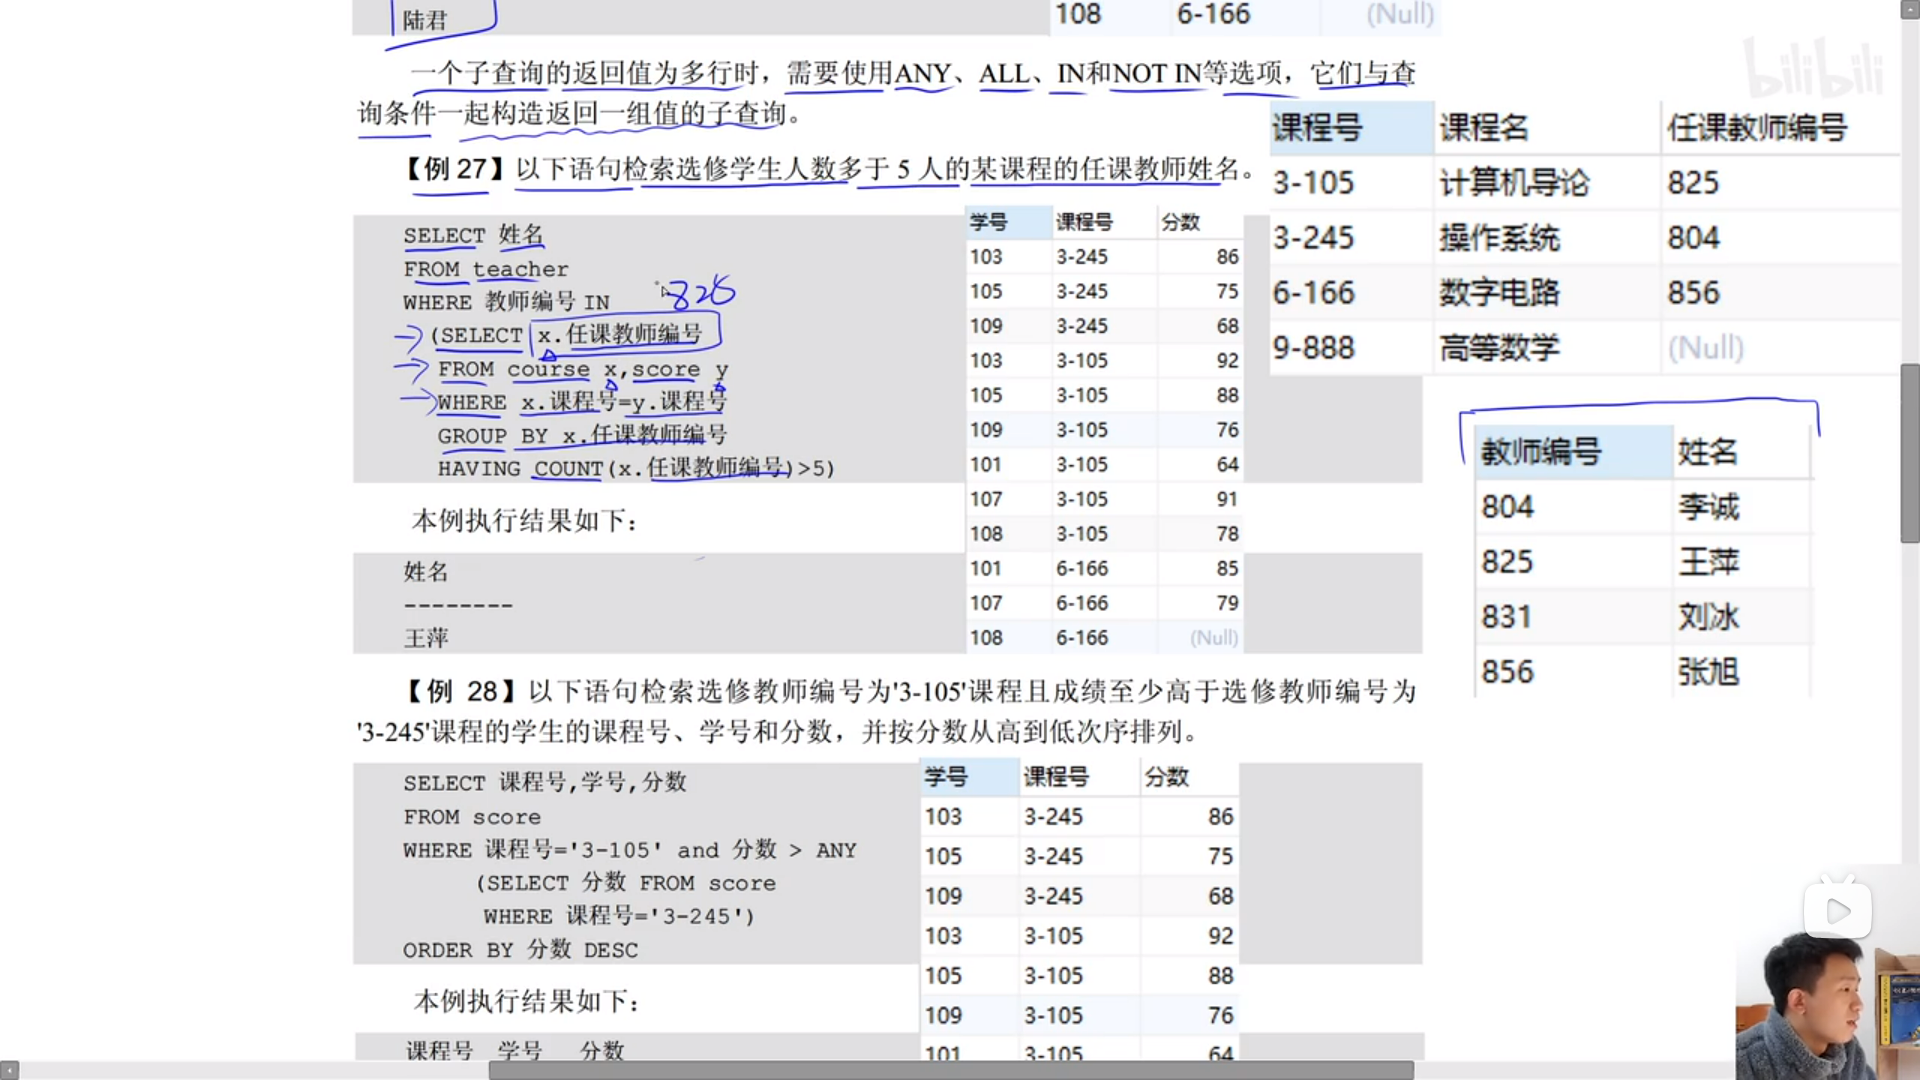 陆君
108 6-166 (Null)
bilibili
一个子查询的返回值为多行时，需要使用ANY、ALL、IN和NOT IN等选项，它们与查
询条件一起构造返回一组值的子查询。
【例 27】以下语句检索选修学生人数多于 5 人的某课程的任课教师姓名。
SELECT 姓名
FROM teacher
WHERE 教师编号 IN
825
(SELECT x.任课教师编号
FROM course x,score y
WHERE x.课程号=y.课程号
GROUP BY x.任课教师编号
HAVING COUNT(x.任课教师编号)>5)
本例执行结果如下：
姓名
--------
王萍
学号 课程号 分数
103 3-245 86
105 3-245 75
109 3-245 68
103 3-105 92
105 3-105 88
109 3-105 76
101 3-105 64
107 3-105 91
108 3-105 78
101 6-166 85
107 6-166 79
108 6-166 (Null)
课程号 课程名 任课教师编号
3-105 计算机导论 825
3-245 操作系统 804
6-166 数字电路 856
9-888 高等数学 (Null)
教师编号 姓名
804 李诚
825 王萍
831 刘冰
856 张旭
【例 28】以下语句检索选修教师编号为'3-105'课程且成绩至少高于选修教师编号为
'3-245'课程的学生的课程号、学号和分数，并按分数从高到低次序排列。
SELECT 课程号,学号,分数
FROM score
WHERE 课程号='3-105' and 分数 > ANY
(SELECT 分数 FROM score
WHERE 课程号='3-245')
ORDER BY 分数 DESC
本例执行结果如下：
课程号 学号 分数
学号 课程号 分数
103 3-245 86
105 3-245 75
109 3-245 68
103 3-105 92
105 3-105 88
109 3-105 76
101 3-105 64